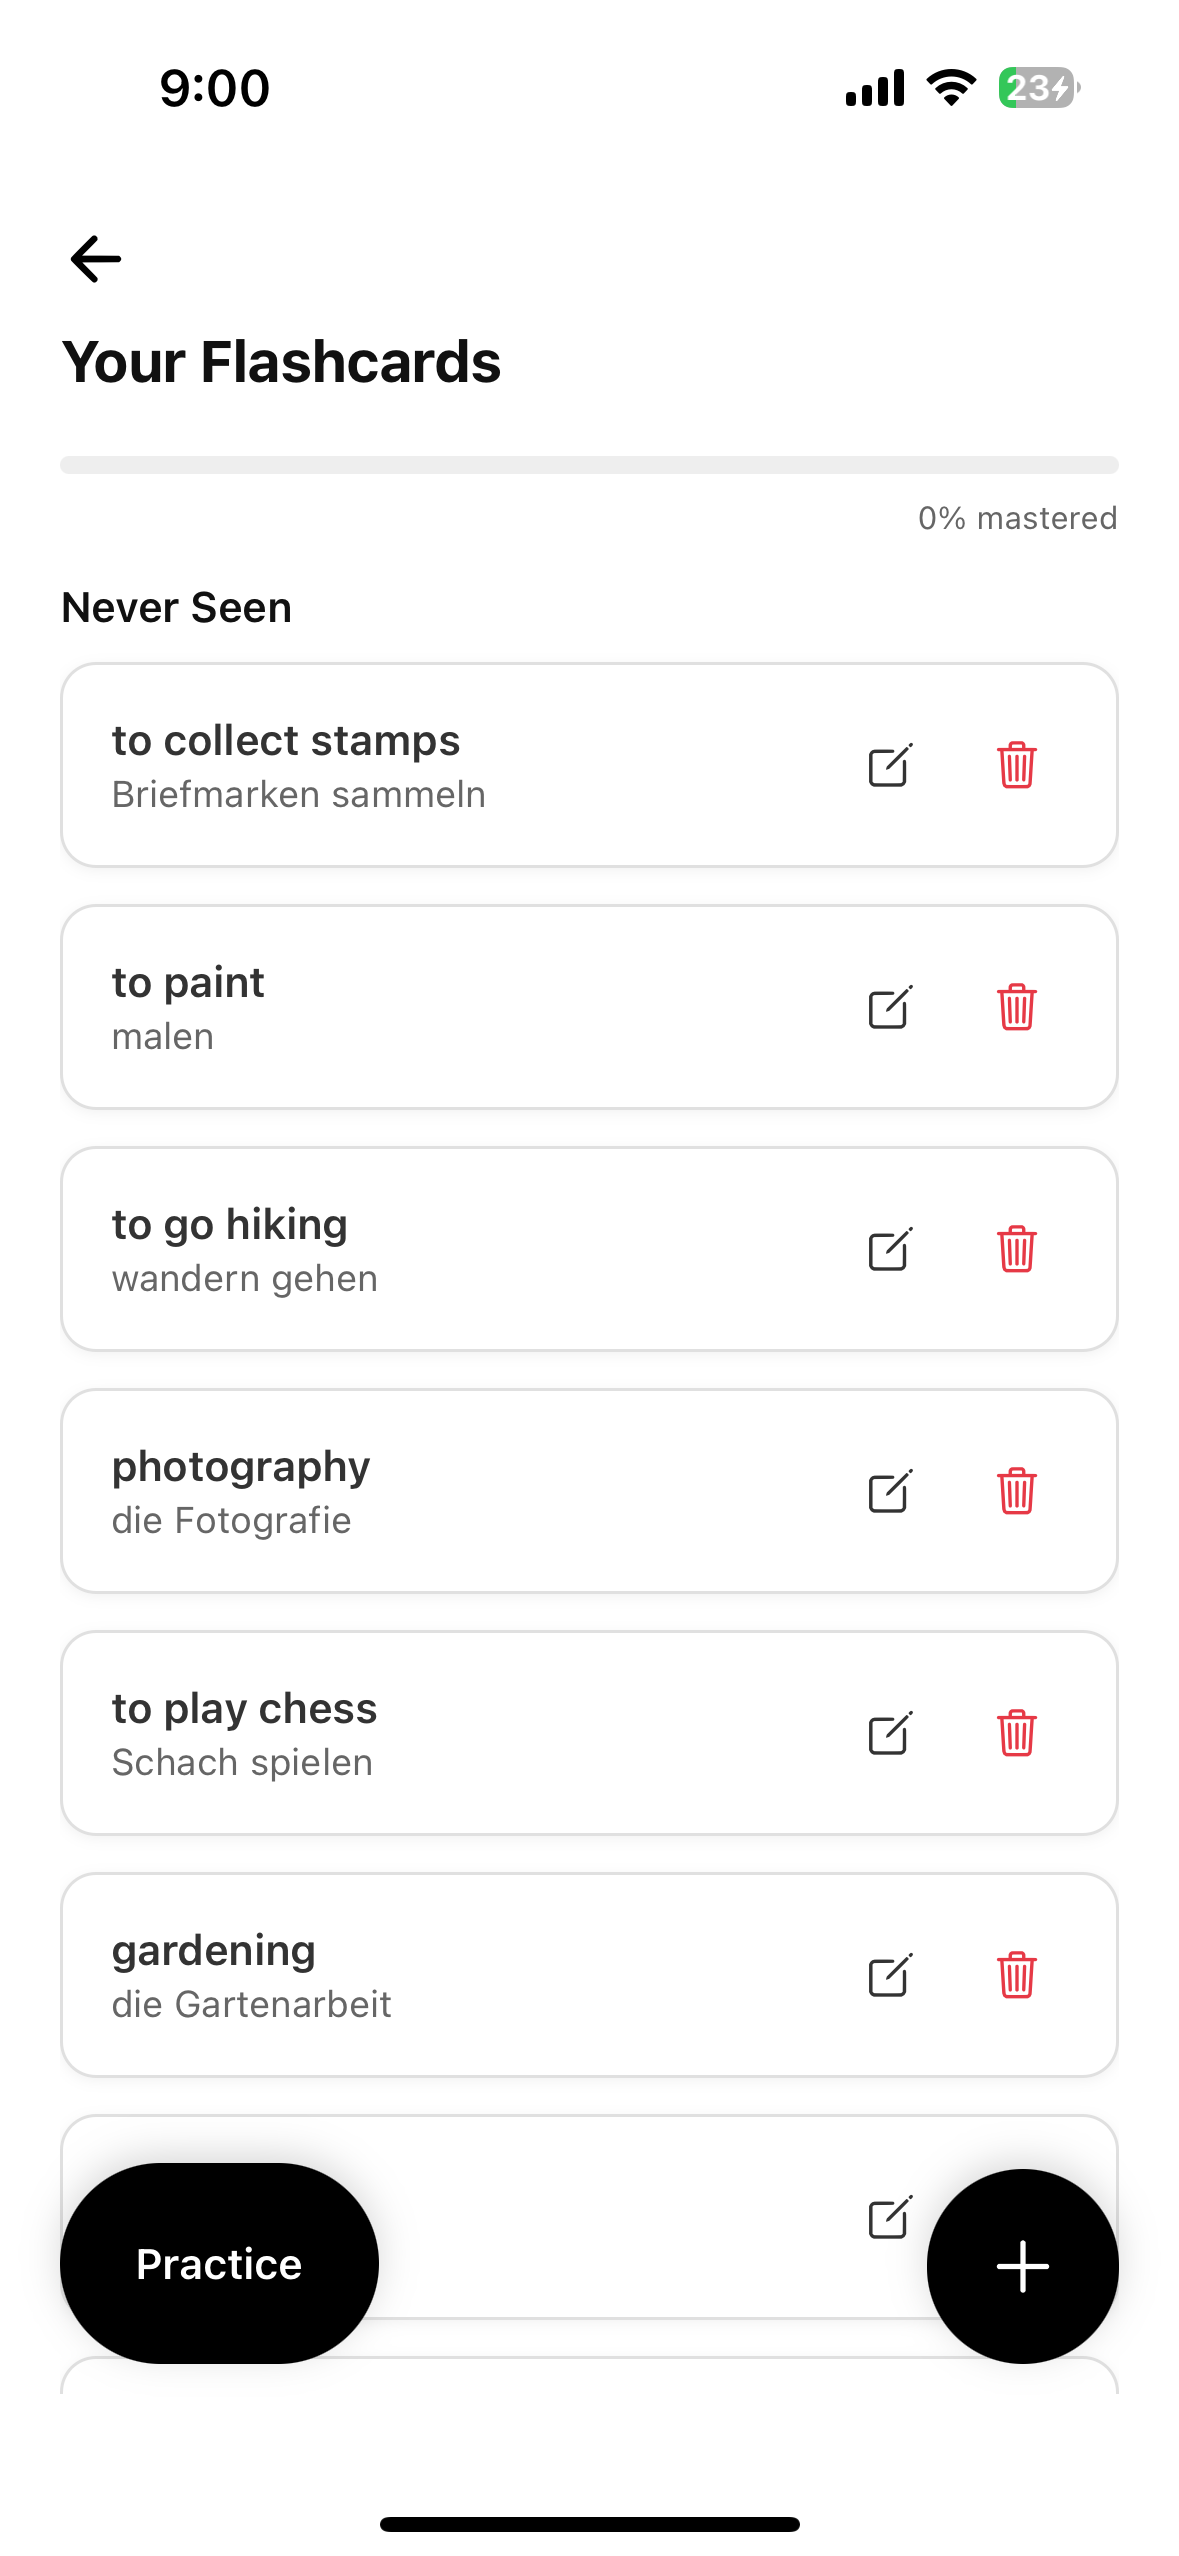 9:00
23
Your Flashcards
0% mastered
Never Seen
to collect stamps
Briefmarken sammeln
to paint
malen
to go hiking
wandern gehen
photography
die Fotografie
to play chess
Schach spielen
gardening
die Gartenarbeit
Practice